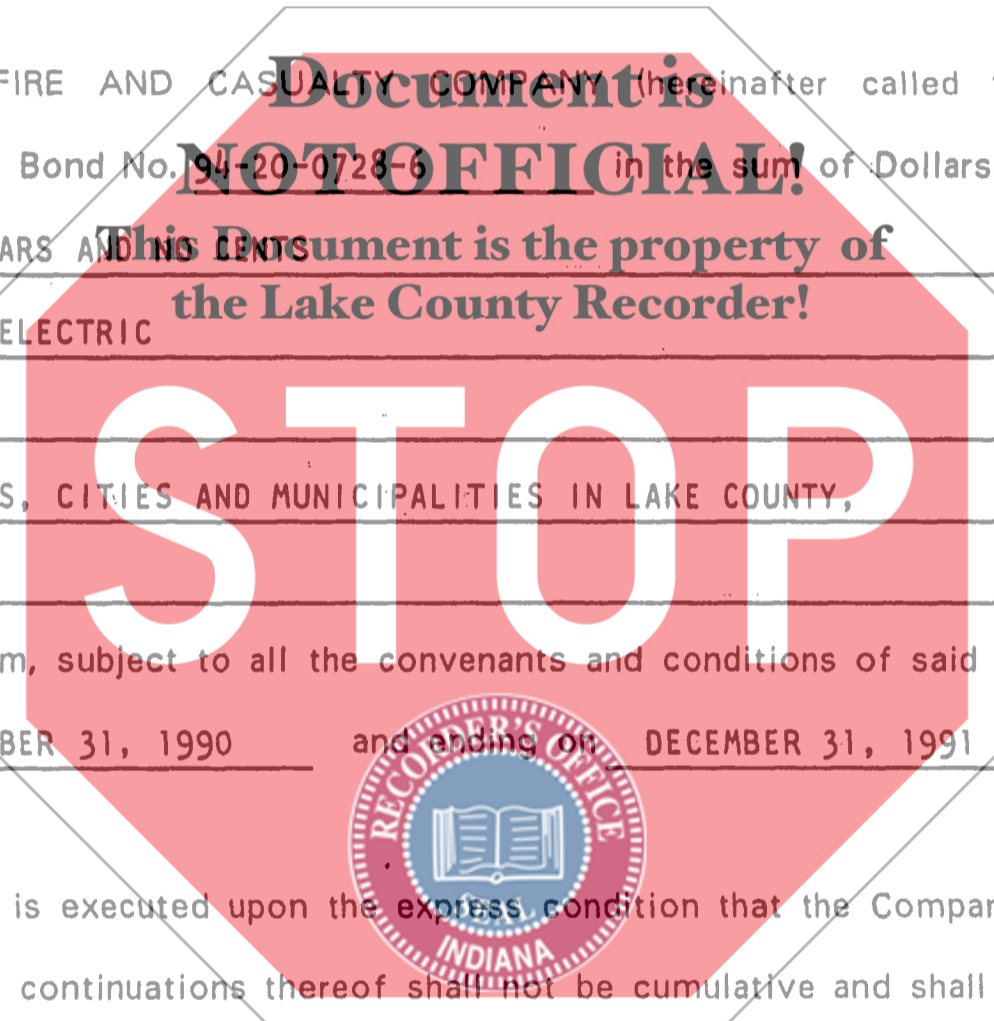 Document is
FIRE AND CASUALTY COMPANY (hereinafter called
NOT OFFICIAL!
Bond No. 94-20-0728-6 in the sum of Dollars
This Document is the property of
ARS AND NO CENTS
the Lake County Recorder!
ELECTRIC
STOP
S, CITIES AND MUNICIPALITIES IN LAKE COUNTY,
m, subject to all the convenants and conditions of said
BER 31, 1990 and ending on DECEMBER 31, 1991
RECORDER'S OFFICE
SEAL
INDIANA
is executed upon the express condition that the Compan
continuations thereof shall not be cumulative and shall